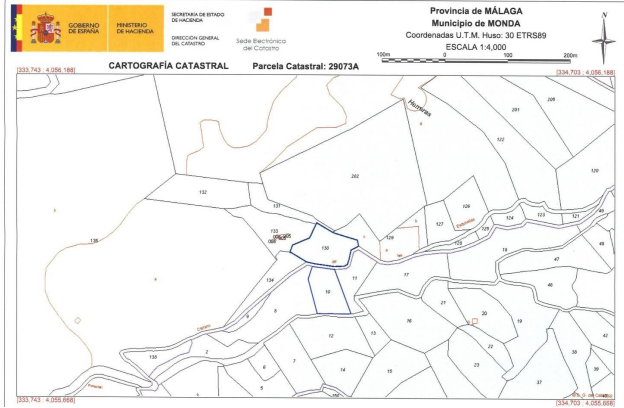 GOBIERNO
DE ESPAÑA
MINISTERIO
DE HACIENDA
SECRETARÍA DE ESTADO
DE HACIENDA
DIRECCIÓN GENERAL
DEL CATASTRO
Sede Electrónica
del Catastro
Provincia de MÁLAGA
Municipio de MONDA
Coordenadas U.T.M. Huso: 30 ETRS89
ESCALA 1:4,000
100m 0 100m 200m
N
CARTOGRAFÍA CATASTRAL Parcela Catastral: 29073A
[333,743 ; 4,056,188]
[334,703 ; 4,056,188]
201
209
122
202
120
132
131
126
127
124
123
121
133
130
129
128
125
18
136
134
10
11
17
47
48
46
9
8
21
20
19
16
12
13
22
42
135
2
7
6
14
15
23
38
39
5
37
[333,743 ; 4,055,668]
[334,703 ; 4,055,668]